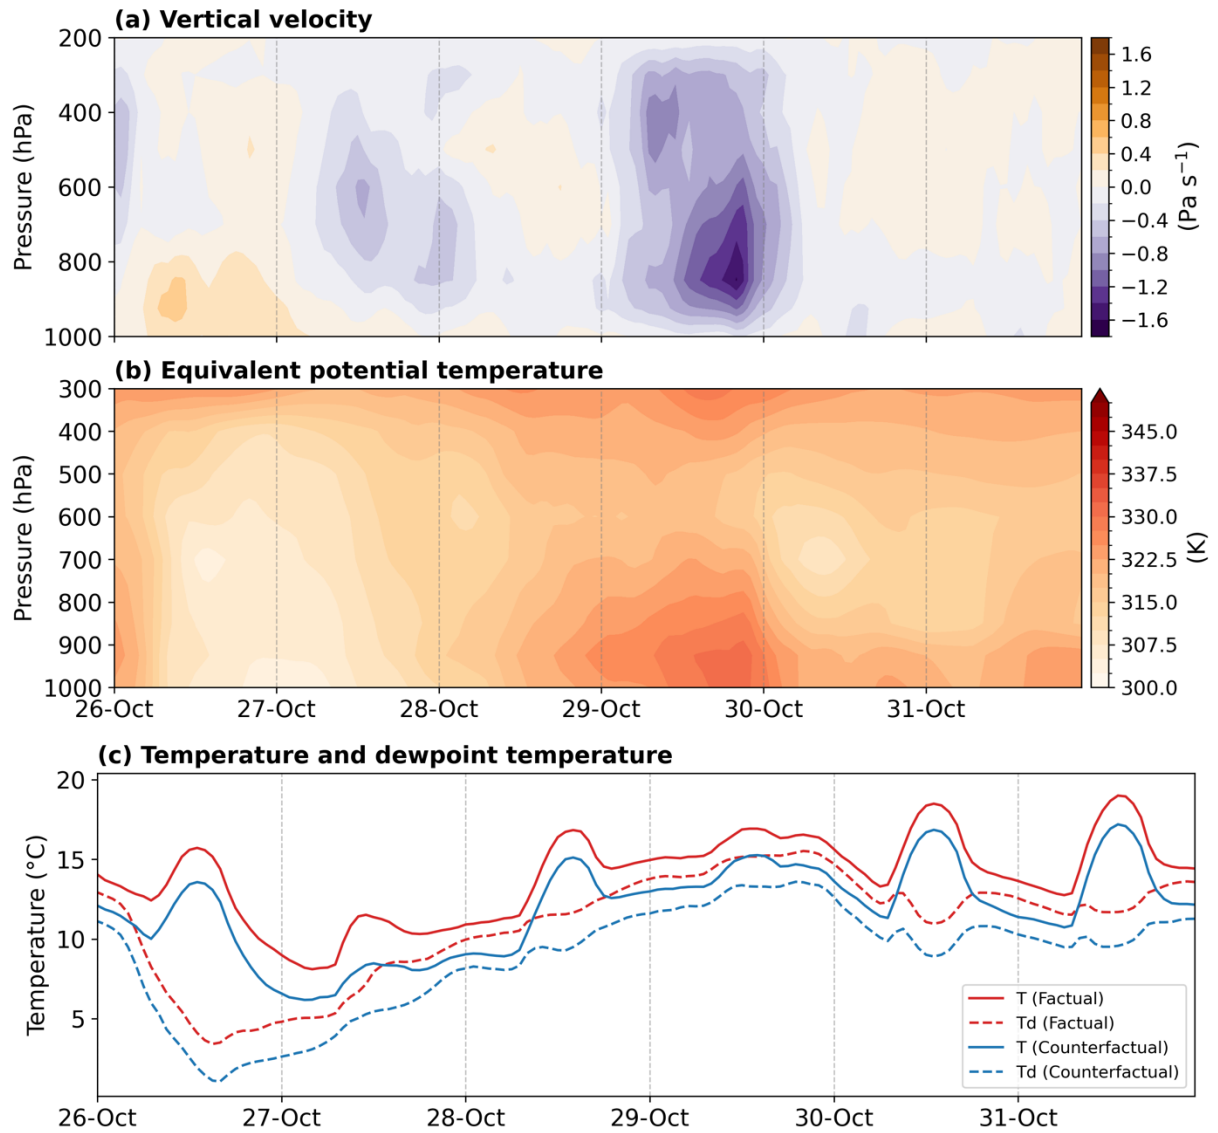 (a) Vertical velocity
200
400
600
800
1000
Pressure (hPa)
1.6
1.2
0.8
0.4
0.0
−0.4
−0.8
−1.2
−1.6
(Pa s⁻¹)
(b) Equivalent potential temperature
300
400
500
600
700
800
900
1000
Pressure (hPa)
345.0
337.5
330.0
322.5
315.0
307.5
300.0
(K)
26-Oct 27-Oct 28-Oct 29-Oct 30-Oct 31-Oct
(c) Temperature and dewpoint temperature
20
15
10
5
Temperature (°C)
T (Factual)
Td (Factual)
T (Counterfactual)
Td (Counterfactual)
26-Oct 27-Oct 28-Oct 29-Oct 30-Oct 31-Oct